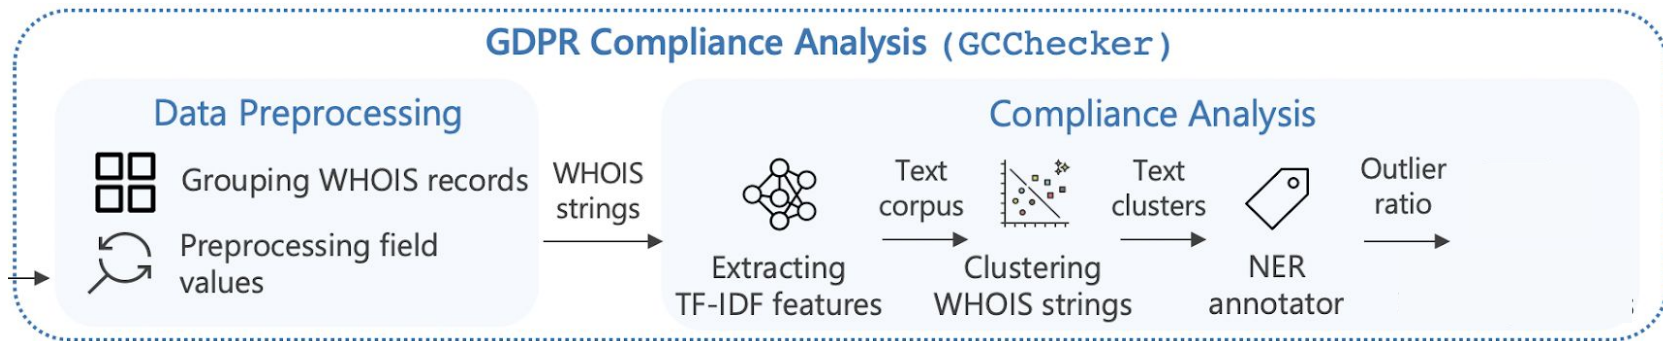 GDPR Compliance Analysis (GCChecker)
Data Preprocessing
Grouping WHOIS records
Preprocessing field
values
WHOIS
strings
Compliance Analysis
Extracting
TF-IDF features
Text
corpus
Clustering
WHOIS strings
Text
clusters
NER
annotator
Outlier
ratio